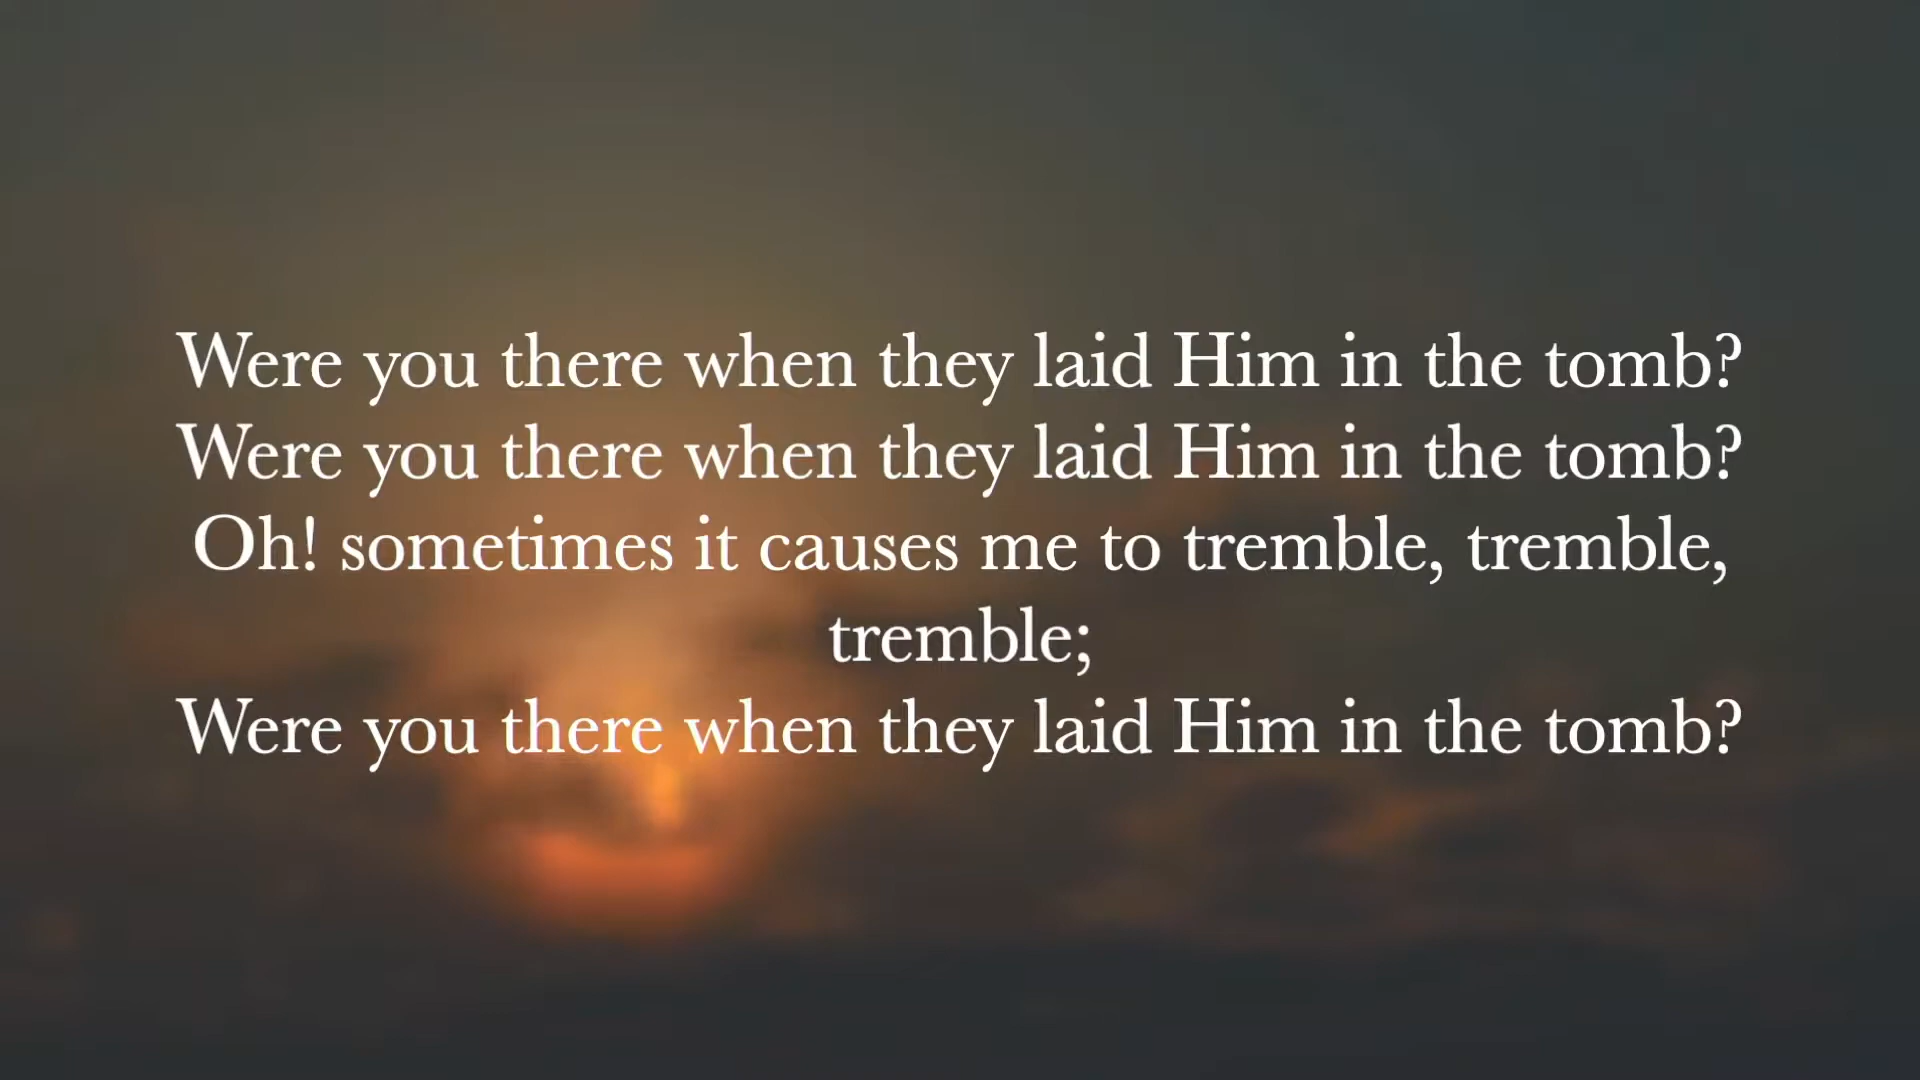 Were you there when they laid Him in the tomb?
Were you there when they laid Him in the tomb?
Oh! sometimes it causes me to tremble, tremble,
tremble;
Were you there when they laid Him in the tomb?